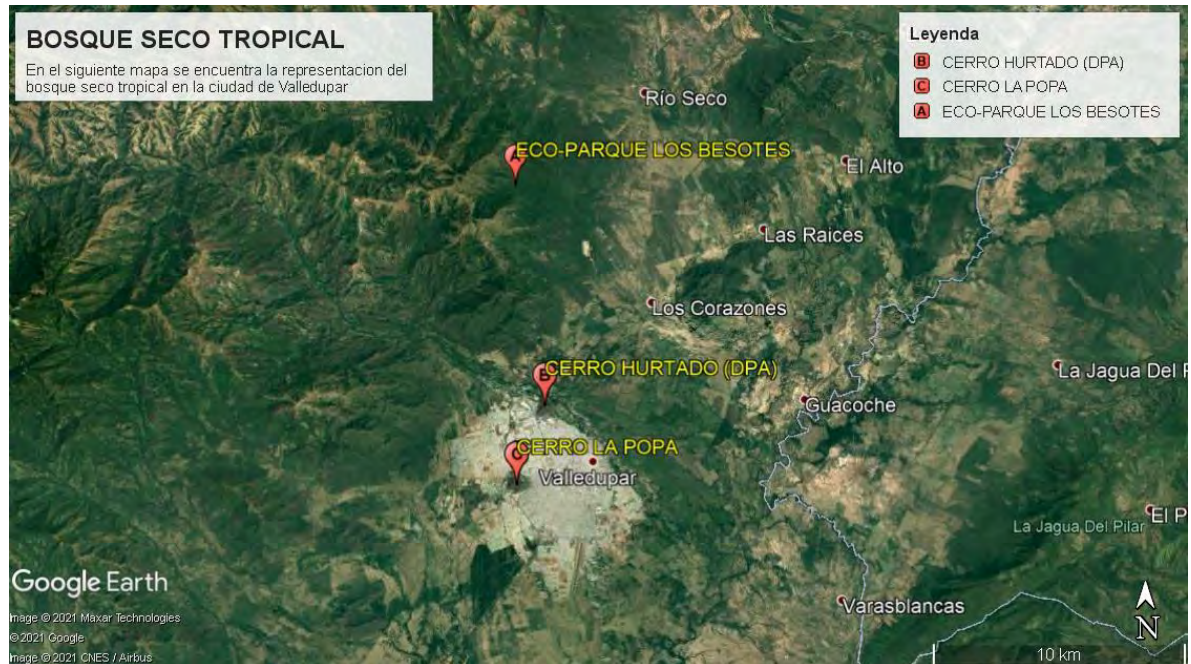 BOSQUE SECO TROPICAL
En el siguiente mapa se encuentra la representacion del
bosque seco tropical en la ciudad de Valledupar
Leyenda
B CERRO HURTADO (DPA)
C CERRO LA POPA
A ECO-PARQUE LOS BESOTES
Río Seco
A ECO-PARQUE LOS BESOTES
El Alto
Las Raices
Los Corazones
B CERRO HURTADO (DPA)
La Jagua Del P
Guacoche
C CERRO LA POPA
Valledupar
El P
La Jagua Del Pilar
Google Earth
Varasblancas
Image © 2021 Maxar Technologies
© 2021 Google
Image © 2021 CNES / Airbus
N
10 km